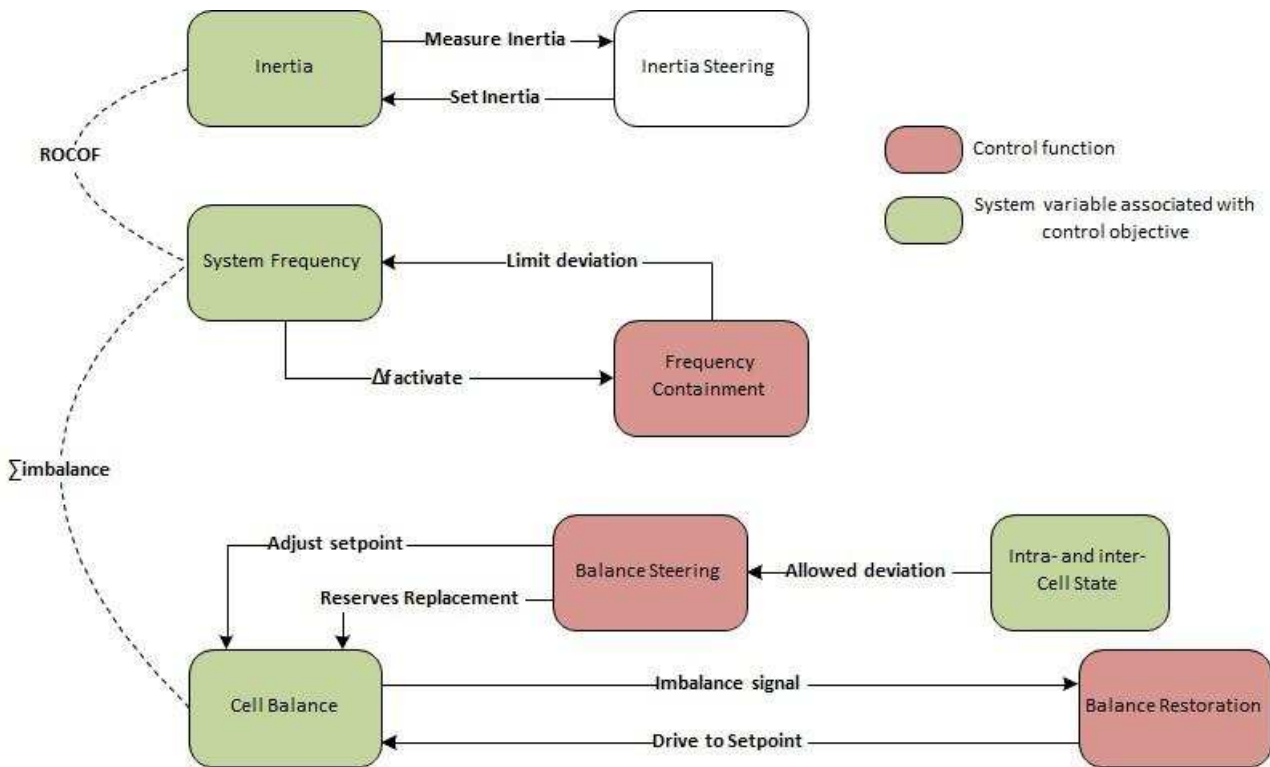 Measure Inertia
Inertia
Inertia Steering
Set Inertia
ROCOF
Control function
System variable associated with
control objective
System Frequency
Limit deviation
Δfactivate
Frequency
Containment
∑imbalance
Adjust setpoint
Balance Steering
Allowed deviation
Intra- and inter-
Cell State
Reserves Replacement
Cell Balance
Imbalance signal
Balance Restoration
Drive to Setpoint